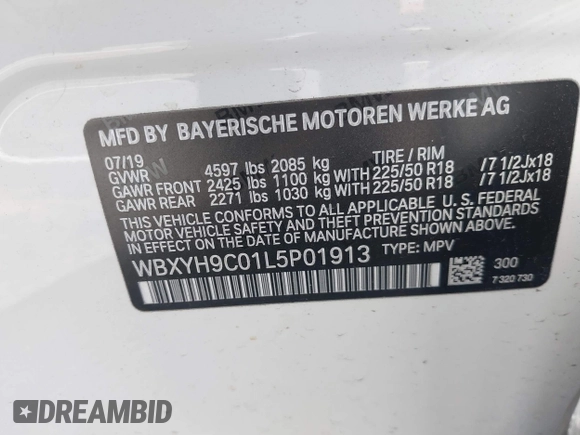 MFD BY BAYERISCHE MOTOREN WERKE AG
07/19 TIRE / RIM
GVWR 4597 lbs 2085 kg
GAWR FRONT 2425 lbs 1100 kg WITH 225/50 R18 /7 1/2Jx18
GAWR REAR 2271 lbs 1030 kg WITH 225/50 R18 /7 1/2Jx18
THIS VEHICLE CONFORMS TO ALL APPLICABLE U.S. FEDERAL
MOTOR VEHICLE SAFETY, BUMPER, AND THEFT PREVENTION
STANDARDS IN EFFECT ON THE DATE OF MANUFACTURE SHOWN ABOVE.
WBXYH9C01L5P01913 TYPE: MPV
300
7 320 730
DREAMBID